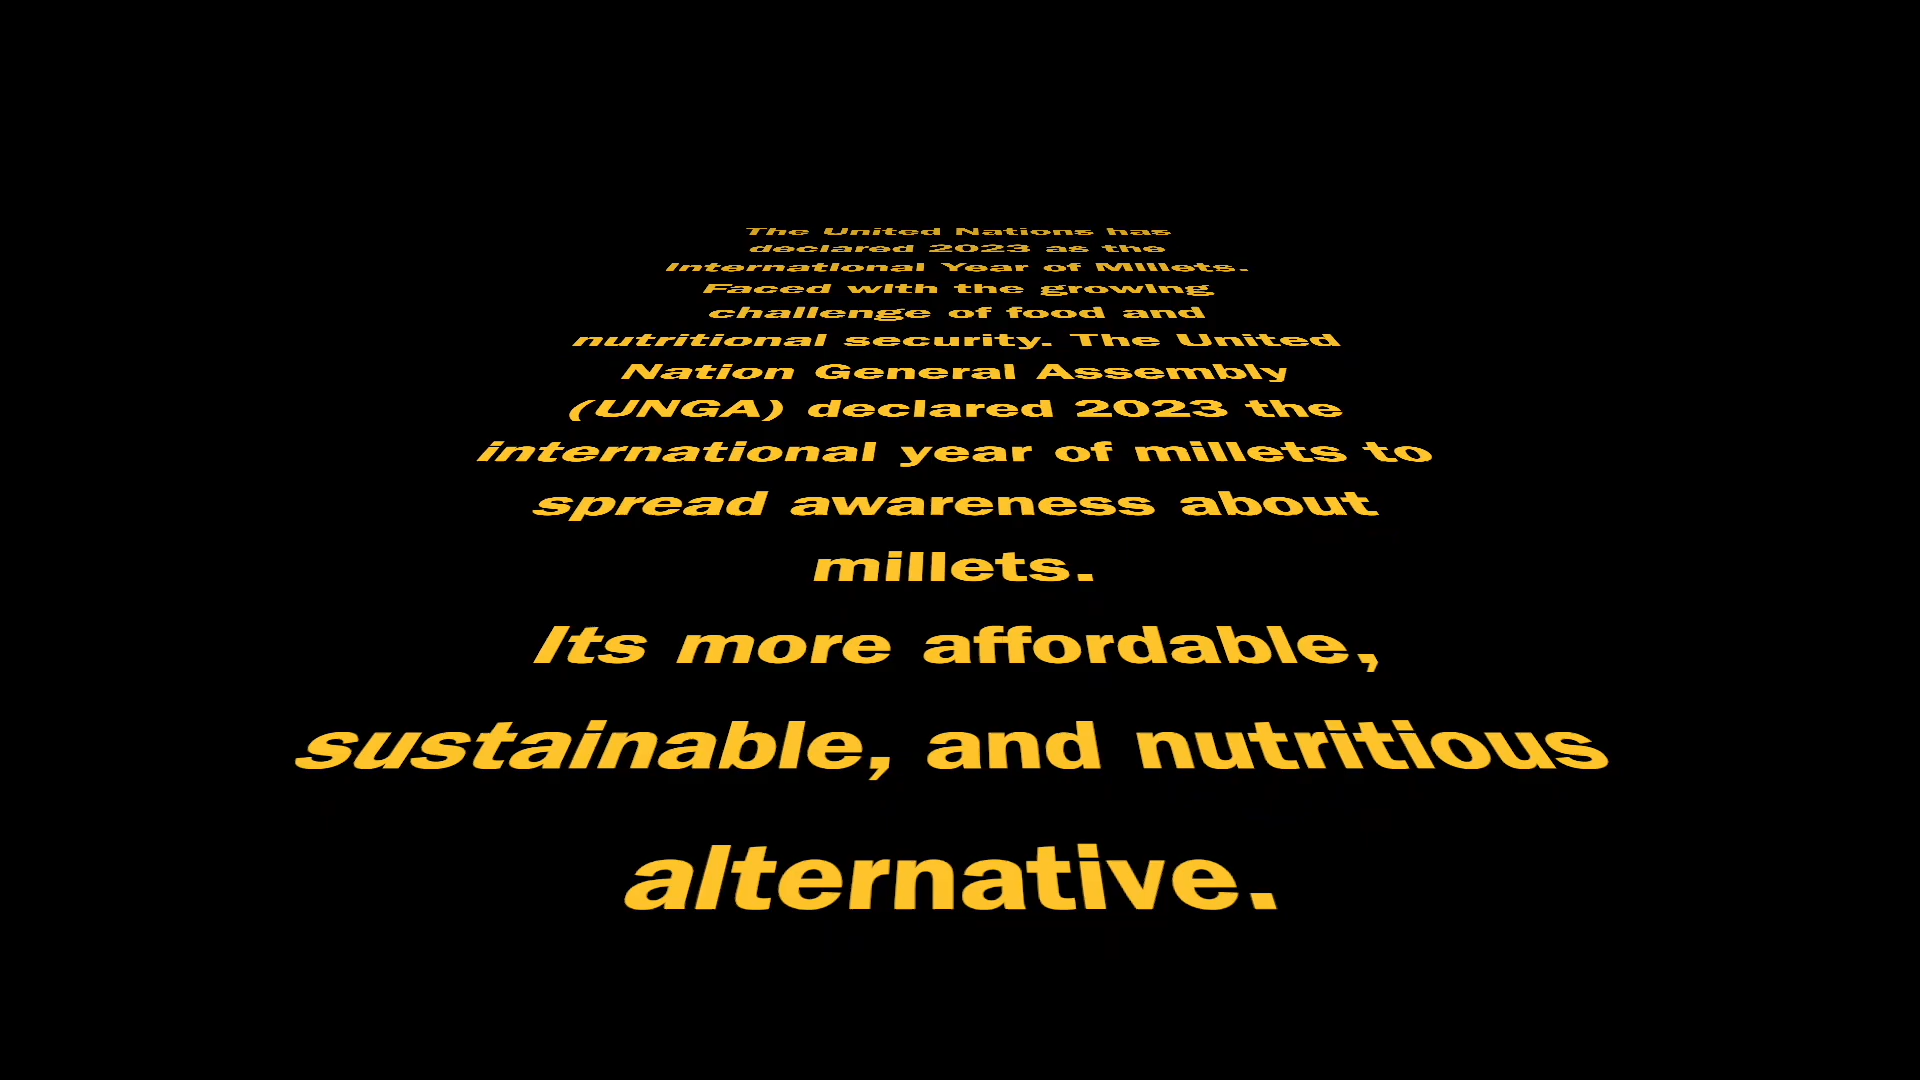 The United Nations has
declared 2023 as the
International Year of Millets.
Faced with the growing
challenge of food and
nutritional security. The United
Nation General Assembly
(UNGA) declared 2023 the
international year of millets to
spread awareness about
millets.
Its more affordable,
sustainable, and nutritious
alternative.